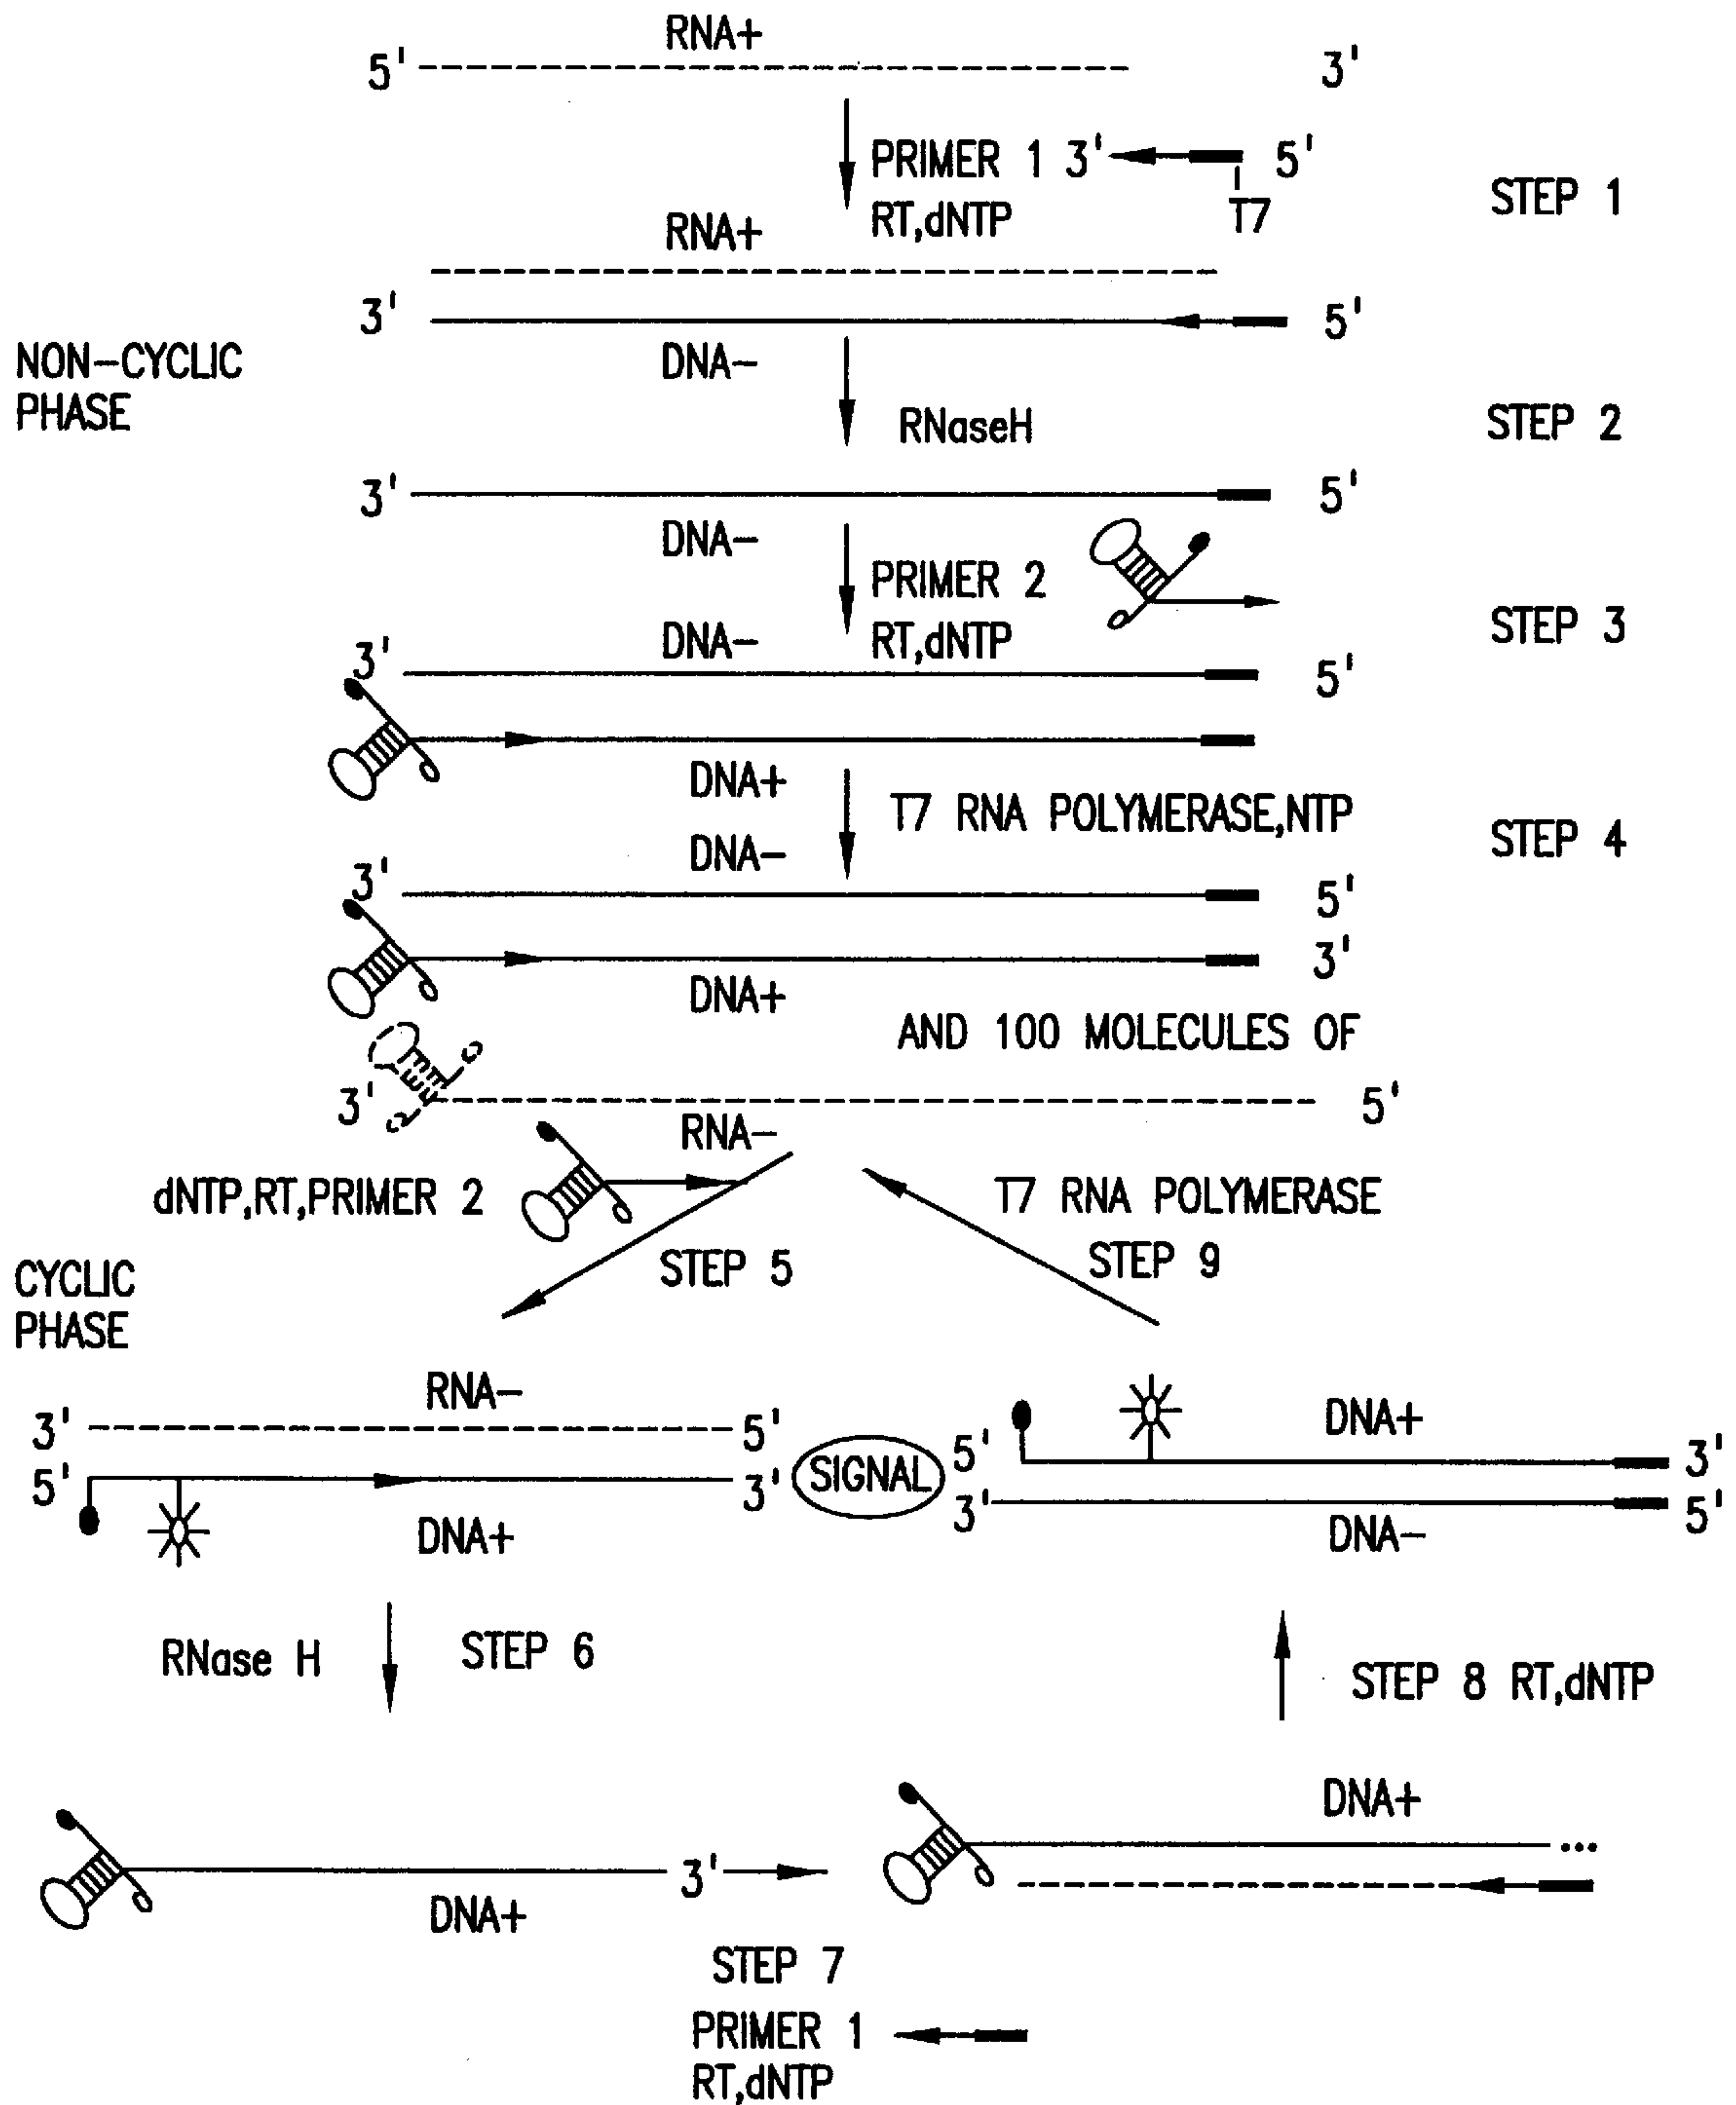 RNA+
5' 3'
PRIMER 1 3' 5'
T7
STEP 1
RT,dNTP
RNA+
3' 5'
NON-CYCLIC
PHASE
DNA-
RNaseH
STEP 2
3' 5'
DNA-
PRIMER 2
RT,dNTP
STEP 3
DNA-
3' 5'
DNA+
T7 RNA POLYMERASE,NTP
STEP 4
DNA-
3' 5'
3'
DNA+
AND 100 MOLECULES OF
3' 5'
RNA-
dNTP,RT,PRIMER 2
STEP 5
T7 RNA POLYMERASE
STEP 9
CYCLIC
PHASE
RNA-
3' 5'
5' 3'
DNA+
SIGNAL
DNA+
5' 3'
3' 5'
DNA-
RNase H
STEP 6
STEP 8 RT,dNTP
3'
DNA+
DNA+
...
STEP 7
PRIMER 1
RT,dNTP